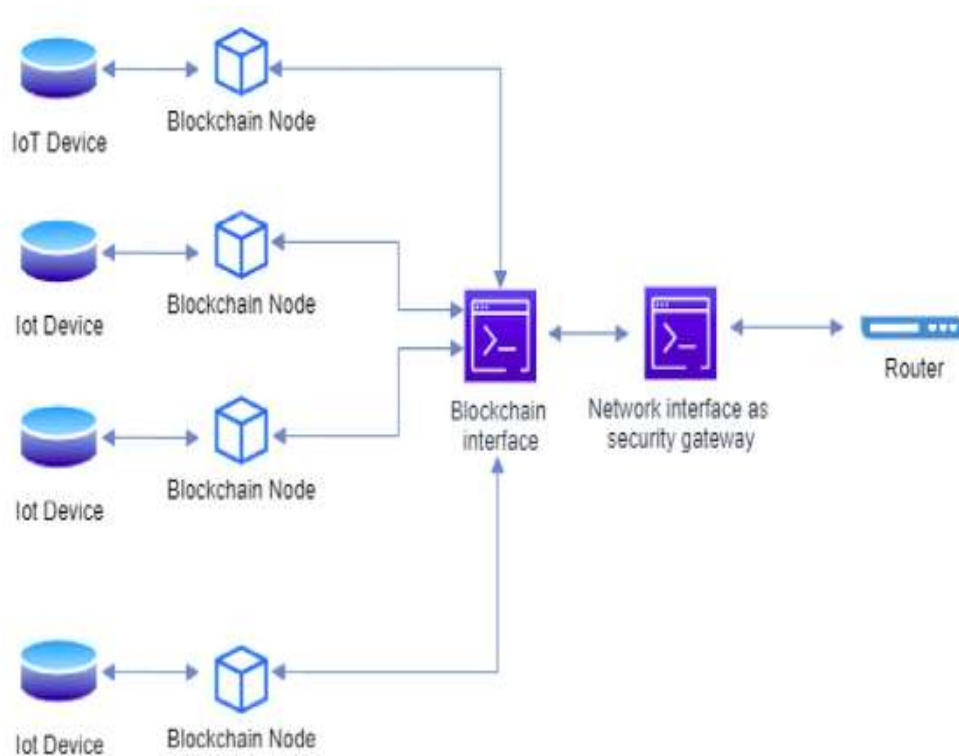 Blockchain Node
IoT Device
Blockchain Node
Iot Device
Router
Blockchain
interface
Network interface as
security gateway
Blockchain Node
Iot Device
Blockchain Node
Iot Device